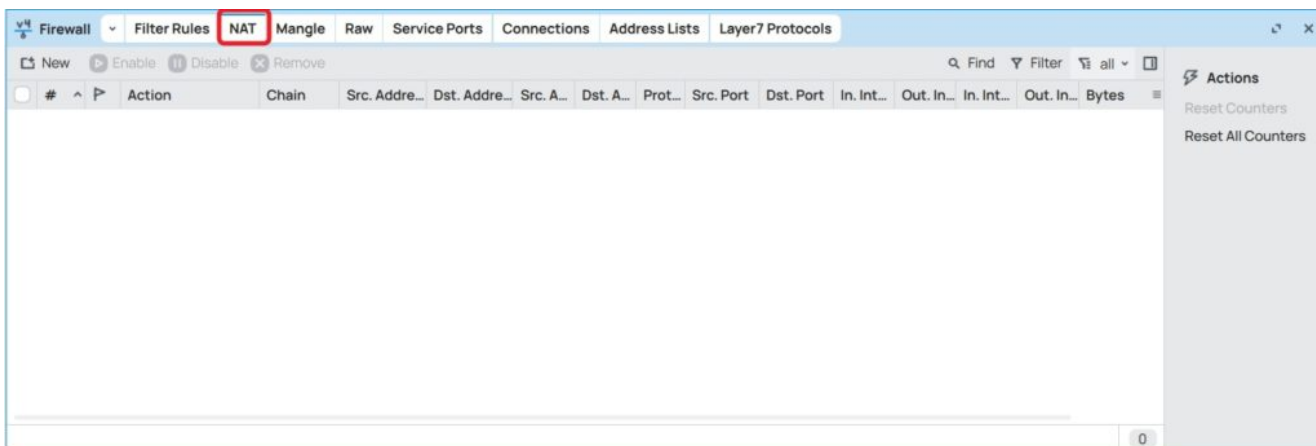 Firewall Filter Rules NAT Mangle Raw Service Ports Connections Address Lists Layer7 Protocols
New Enable Disable Remove Find Filter all
Actions
# Action Chain Src. Addre... Dst. Addre... Src. A... Dst. A... Prot... Src. Port Dst. Port In. Int... Out. In... In. Int... Out. In... Bytes
Reset Counters
Reset All Counters
0